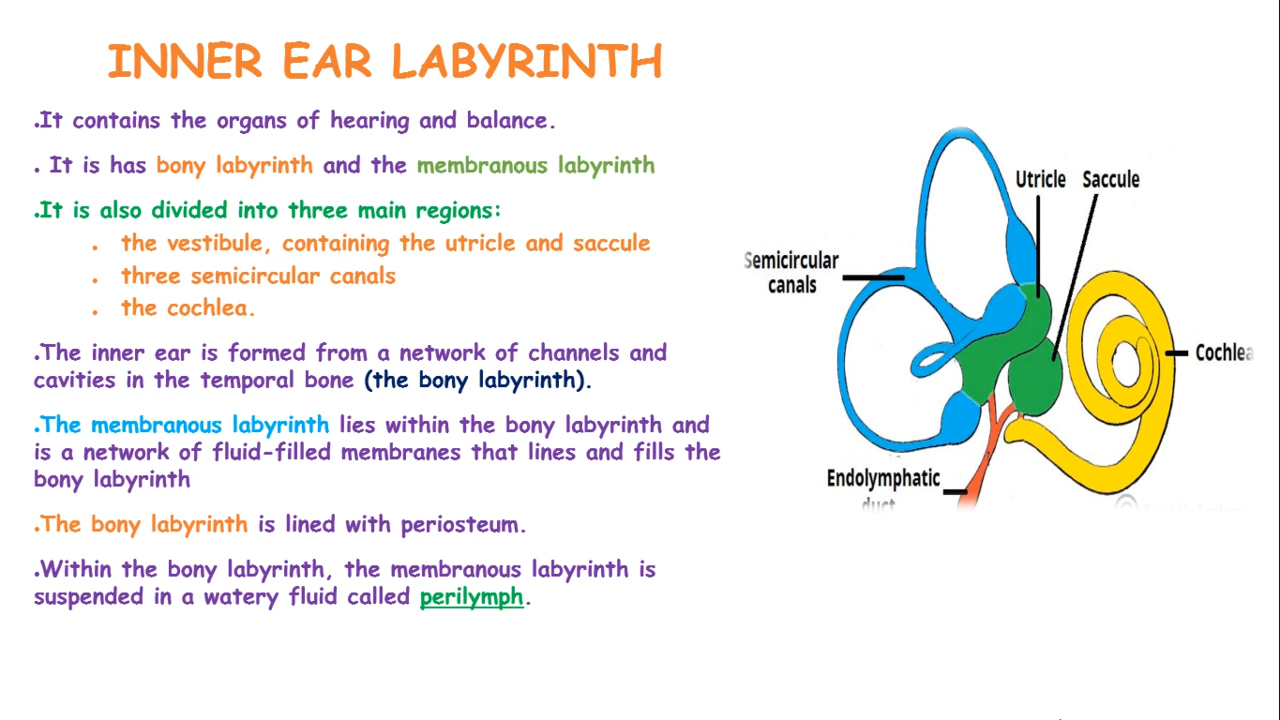 INNER EAR LABYRINTH
.It contains the organs of hearing and balance.
. It is has bony labyrinth and the membranous labyrinth
.It is also divided into three main regions:
. the vestibule, containing the utricle and saccule
. three semicircular canals
. the cochlea.
.The inner ear is formed from a network of channels and
cavities in the temporal bone (the bony labyrinth).
.The membranous labyrinth lies within the bony labyrinth and
is a network of fluid-filled membranes that lines and fills the
bony labyrinth
.The bony labyrinth is lined with periosteum.
.Within the bony labyrinth, the membranous labyrinth is
suspended in a watery fluid called perilymph.
Utricle Saccule
Semicircular
canals
Cochlea
Endolymphatic
duct